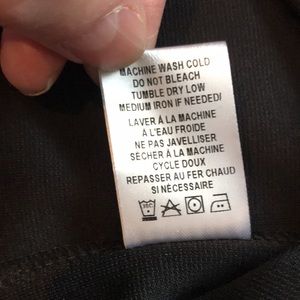 MACHINE WASH COLD
DO NOT BLEACH
TUMBLE DRY LOW
MEDIUM IRON IF NEEDED/
LAVER À LA MACHINE
À L'EAU FROIDE
NE PAS JAVELLISER
SÉCHER À LA MACHINE
CYCLE DOUX
REPASSER AU FER CHAUD
SI NÉCESSAIRE
30C